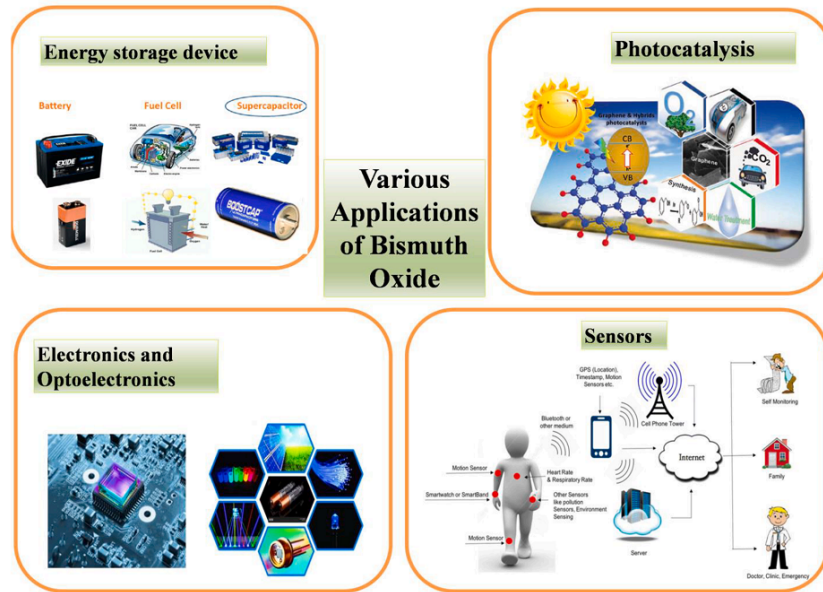 Energy storage device
Battery
Fuel Cell
Supercapacitor
EXIDE
BOOSTCAP
Photocatalysis
Graphene & Hybrids
photocatalysis
CB
VB
O2
Graphene
CO2
Synthesis
Water Treatment
Various
Applications
of Bismuth
Oxide
Electronics and
Optoelectronics
Sensors
GPS (Location),
Timestamp, Motion
Sensors etc.
Bluetooth or
other medium
Cell Phone Tower
Self Monitoring
Internet
Motion Sensor
Heart Rate
& Respiratory Rate
Family
Smartwatch or SmartBand
Other Sensors
like pollution
Sensors, Environment
Sensing
Server
Motion Sensor
Doctor, Clinic, Emergency